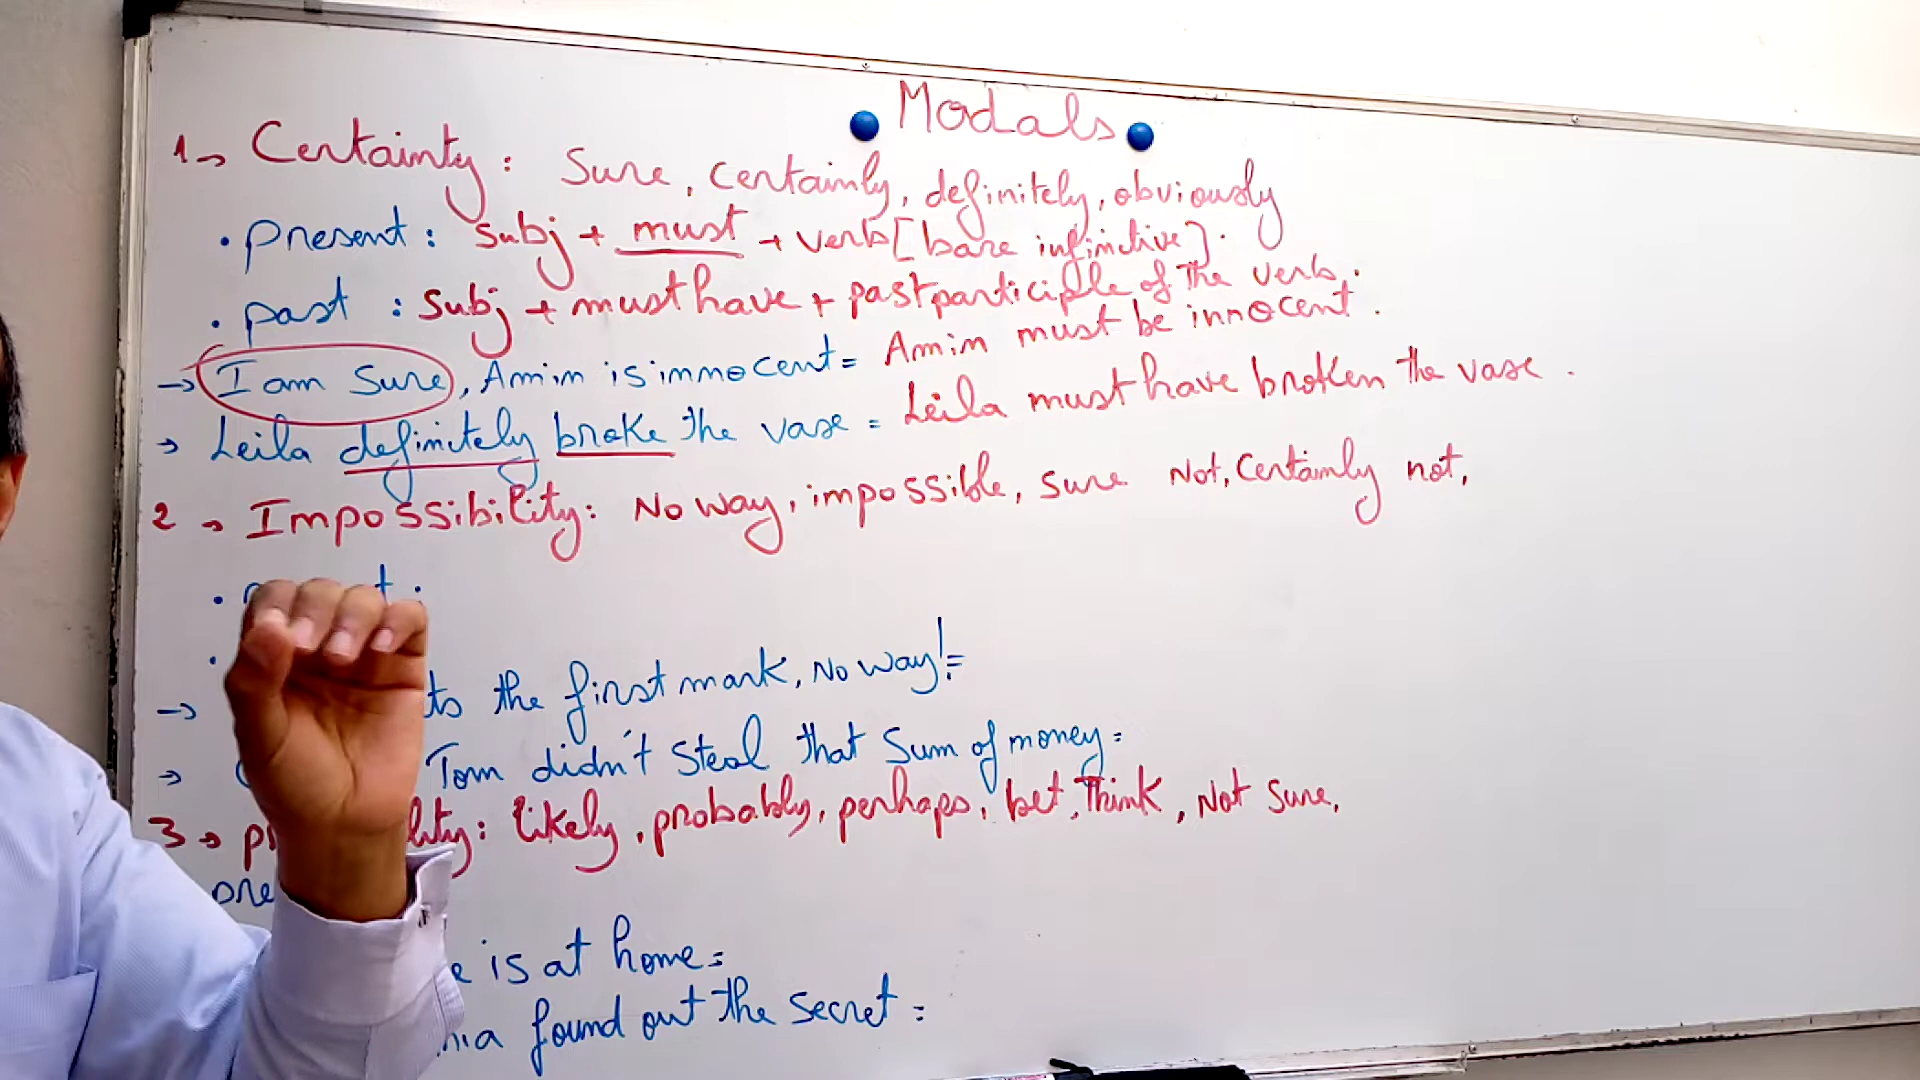 Modals
1→ Certainty: Sure, certainly, definitely, obviously
• present: subj + must + verb [bare infinitive].
• past: subj + must have + past participle of the verb.
→ I am Sure, Amin is innocent = Amin must be innocent.
→ Leila definitely broke the vase = Leila must have broken the vase.
2→ Impossibility: No way, impossible, sure Not, Certainly not,
→ to the first mark, No way! =
→ Tom didn't Steal that Sum of money =
3→ likely, probably, perhaps, bet, think, Not Sure,
is at home =
found out the secret =